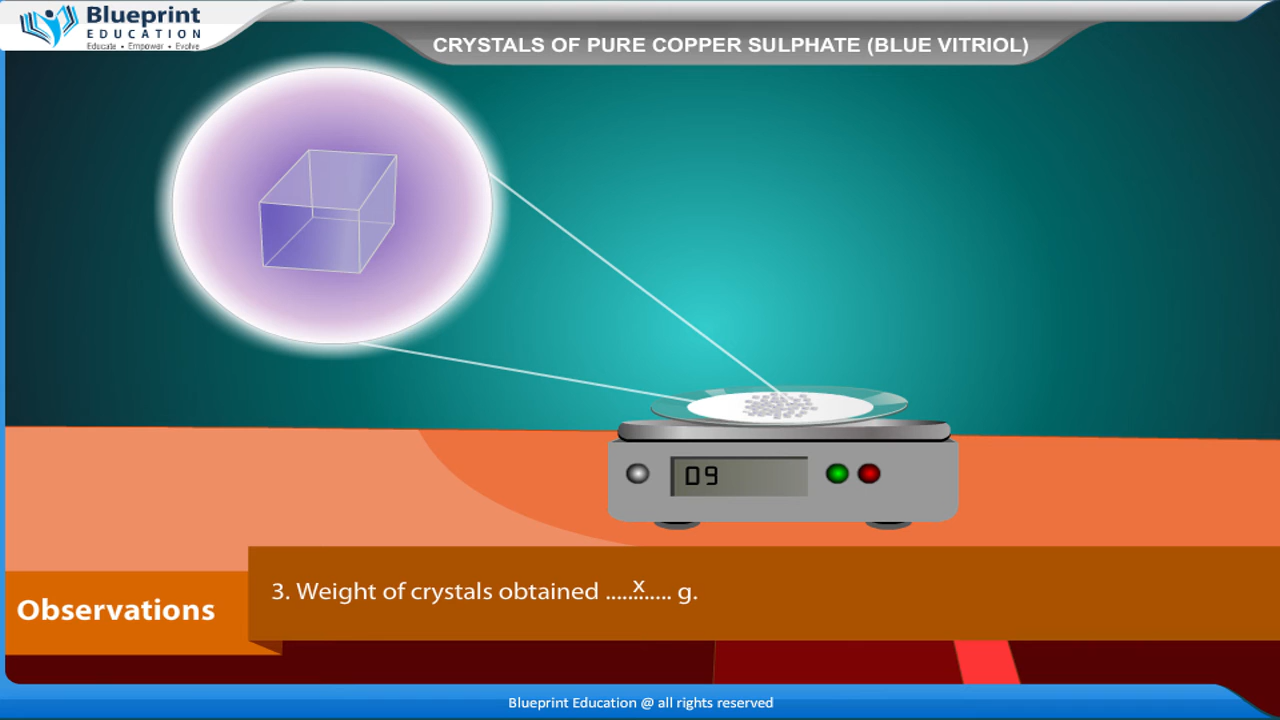 Blueprint
EDUCATION
Educate • Empower • Evolve
CRYSTALS OF PURE COPPER SULPHATE (BLUE VITRIOL)
09
3. Weight of crystals obtained ......x...... g.
Observations
Blueprint Education @ all rights reserved